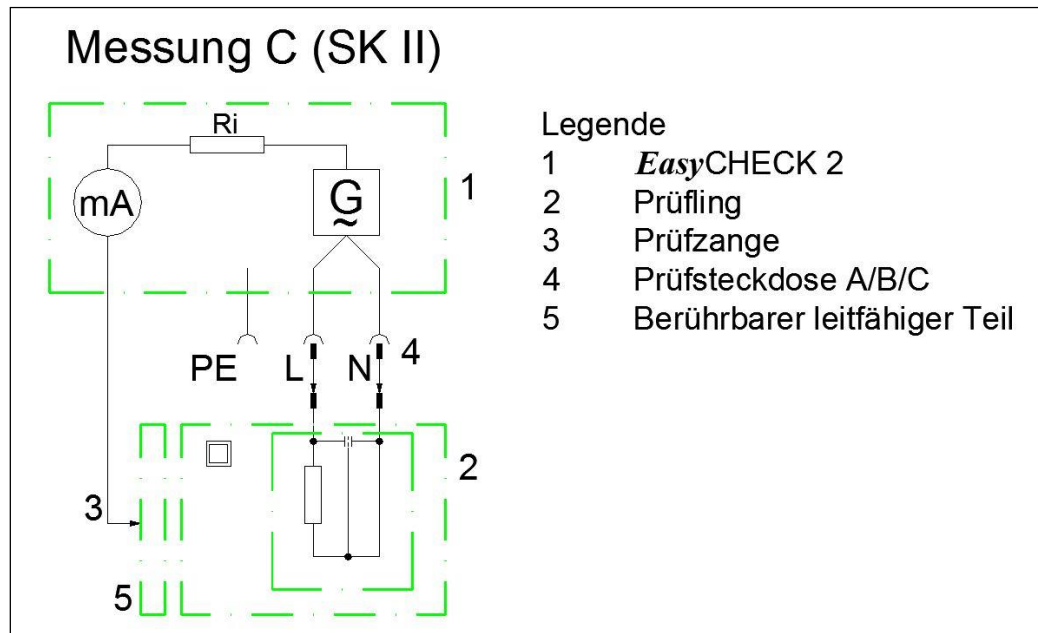 Messung C (SK II)
Ri
mA
G
~
1
PE
L
N
4
2
3
5
Legende
1 EasyCHECK 2
2 Prüfling
3 Prüfzange
4 Prüfsteckdose A/B/C
5 Berührbarer leitfähiger Teil